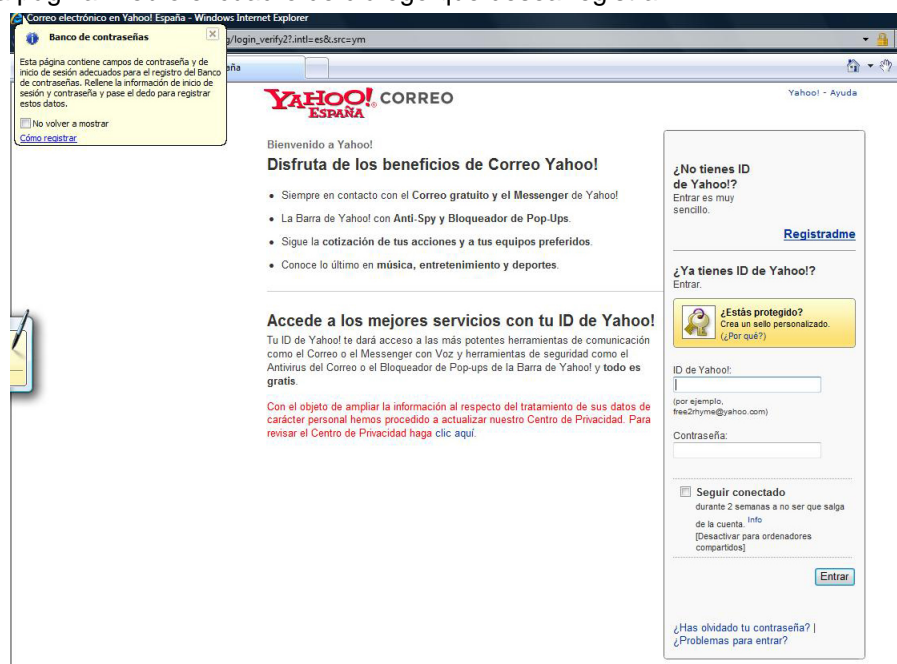 Correo electrónico en Yahoo! España - Windows Internet Explorer
Banco de contraseñas
/login_verify2?.intl=es&.src=ym
Esta página contiene campos de contraseña y de
inicio de sesión adecuados para el registro del Banco
de contraseñas. Rellene la información de inicio de
sesión y contraseña y pase el dedo para registrar
estos datos.
No volver a mostrar
Cómo registrar
YAHOO! CORREO
ESPAÑA
Yahoo! - Ayuda
Bienvenido a Yahoo!
Disfruta de los beneficios de Correo Yahoo!
• Siempre en contacto con el Correo gratuito y el Messenger de Yahoo!
• La Barra de Yahoo! con Anti-Spy y Bloqueador de Pop-Ups.
• Sigue la cotización de tus acciones y a tus equipos preferidos.
• Conoce lo último en música, entretenimiento y deportes.
Accede a los mejores servicios con tu ID de Yahoo!
Tu ID de Yahoo! te dará acceso a las más potentes herramientas de comunicación
como el Correo o el Messenger con Voz y herramientas de seguridad como el
Antivirus del Correo o el Bloqueador de Pop-ups de la Barra de Yahoo! y todo es
gratis.
Con el objeto de ampliar la información al respecto del tratamiento de sus datos de
carácter personal hemos procedido a actualizar nuestro Centro de Privacidad. Para
revisar el Centro de Privacidad haga clic aquí.
¿No tienes ID
de Yahoo!?
Entrar es muy
sencillo.
Registradme
¿Ya tienes ID de Yahoo!?
Entrar.
¿Estás protegido?
Crea un sello personalizado.
(¿Por qué?)
ID de Yahoo!:
(por ejemplo,
free2rhyme@yahoo.com)
Contraseña:
Seguir conectado
durante 2 semanas a no ser que salga
de la cuenta. Info
[Desactivar para ordenadores
compartidos]
Entrar
¿Has olvidado tu contraseña? |
¿Problemas para entrar?